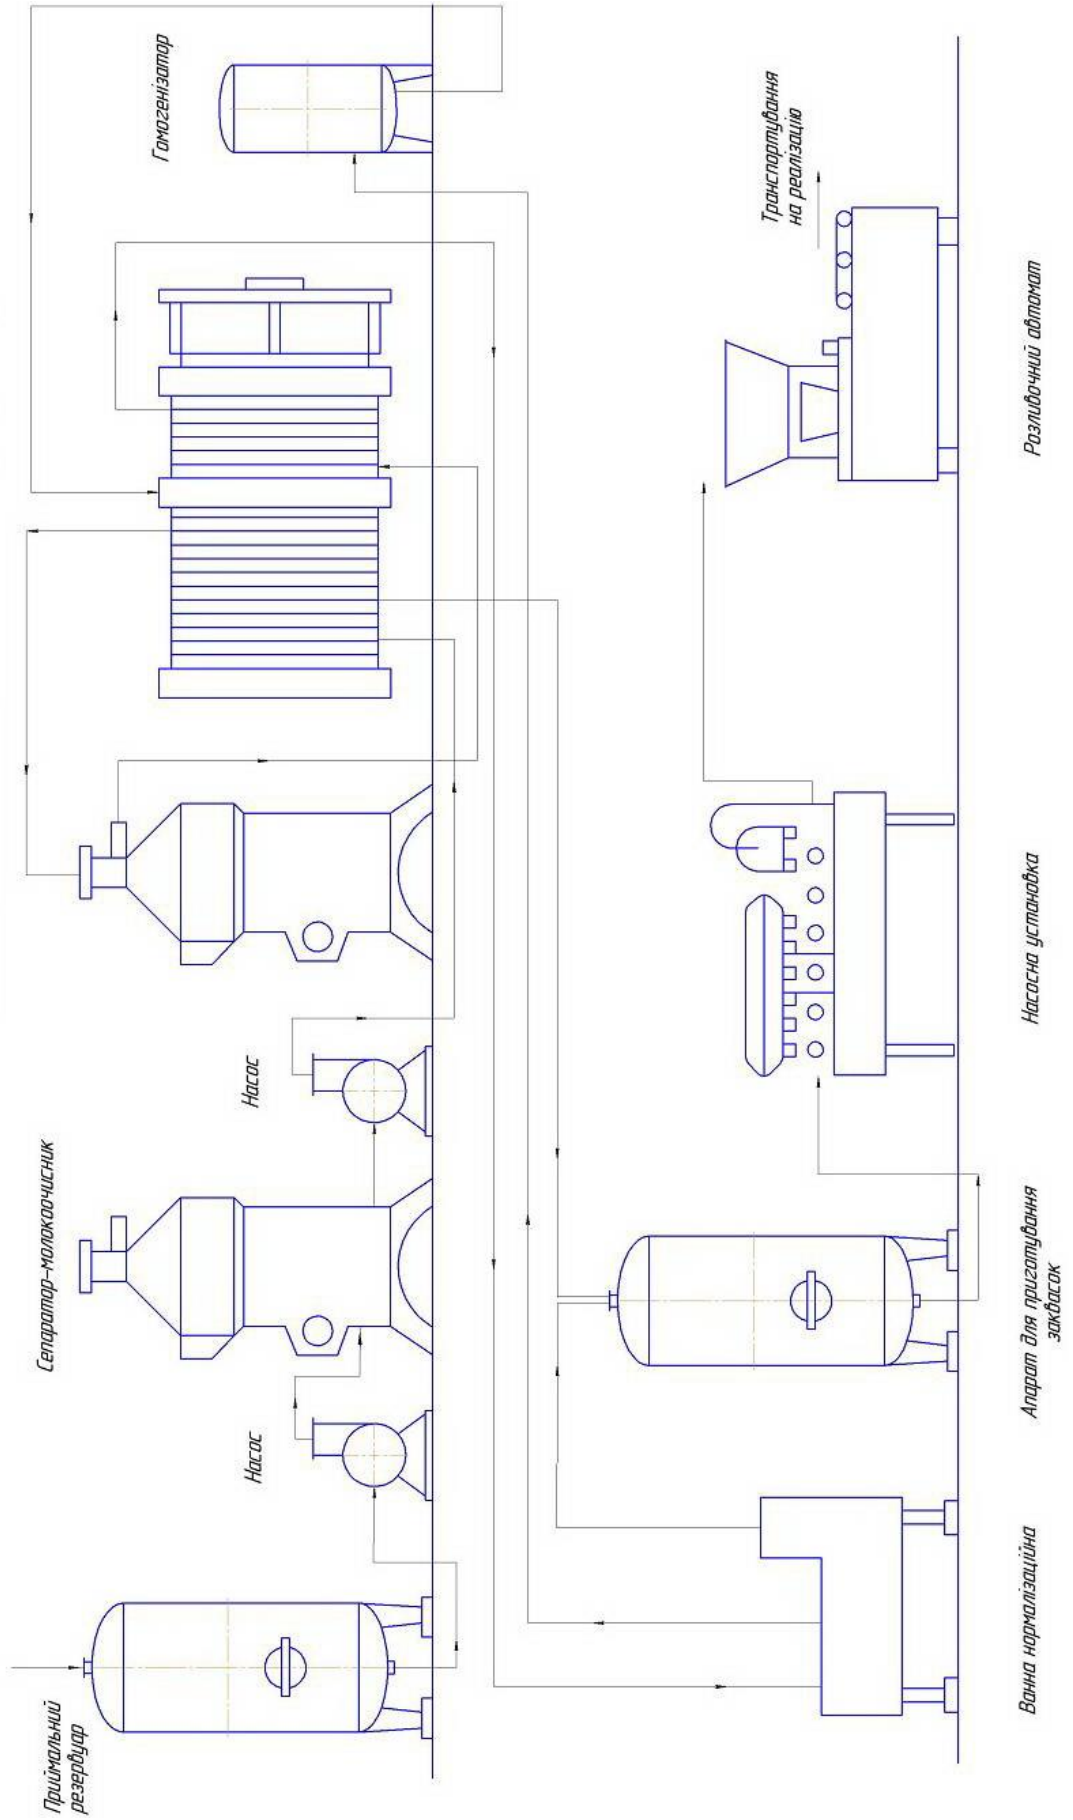 Приймальний
резервуар
Насос
Сепаратор-молокоочисник
Насос
Гомогенізатор
Ванна нормалізаційна
Апарат для приготування
заквасок
Насосна установка
Розливочний автомат
Транспортування
на реалізацію